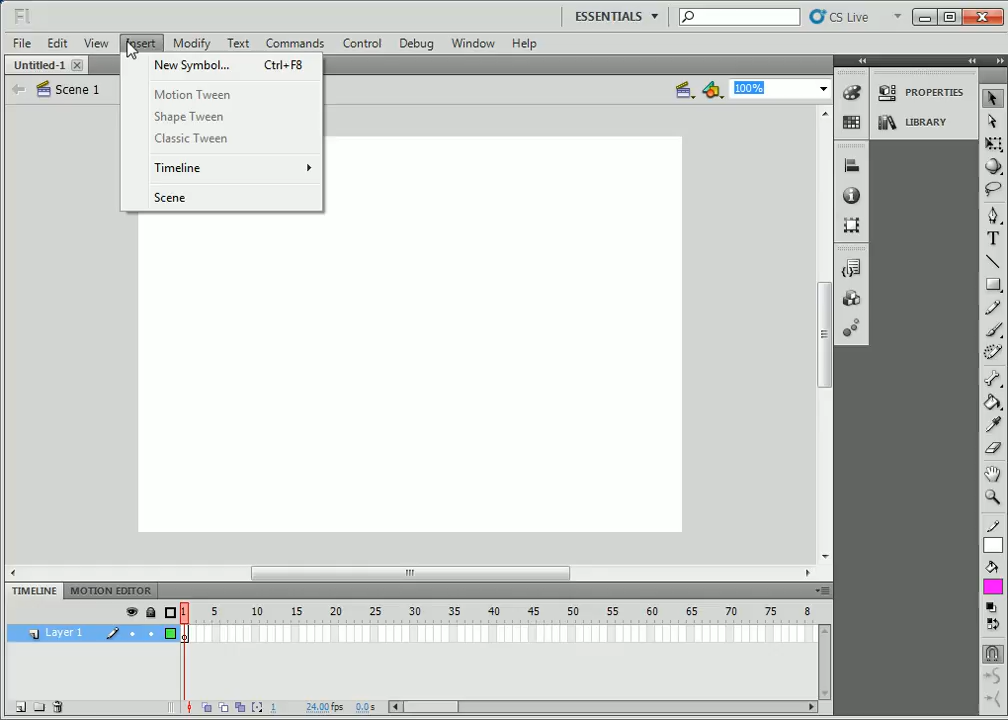 Fl
ESSENTIALS
CS Live
File Edit View Insert Modify Text Commands Control Debug Window Help
Untitled-1
Scene 1
100%
New Symbol... Ctrl+F8
Motion Tween
Shape Tween
Classic Tween
Timeline
Scene
PROPERTIES
LIBRARY
TIMELINE MOTION EDITOR
1 5 10 15 20 25 30 35 40 45 50 55 60 65 70 75 8
Layer 1
1 24.00 fps 0.0 s